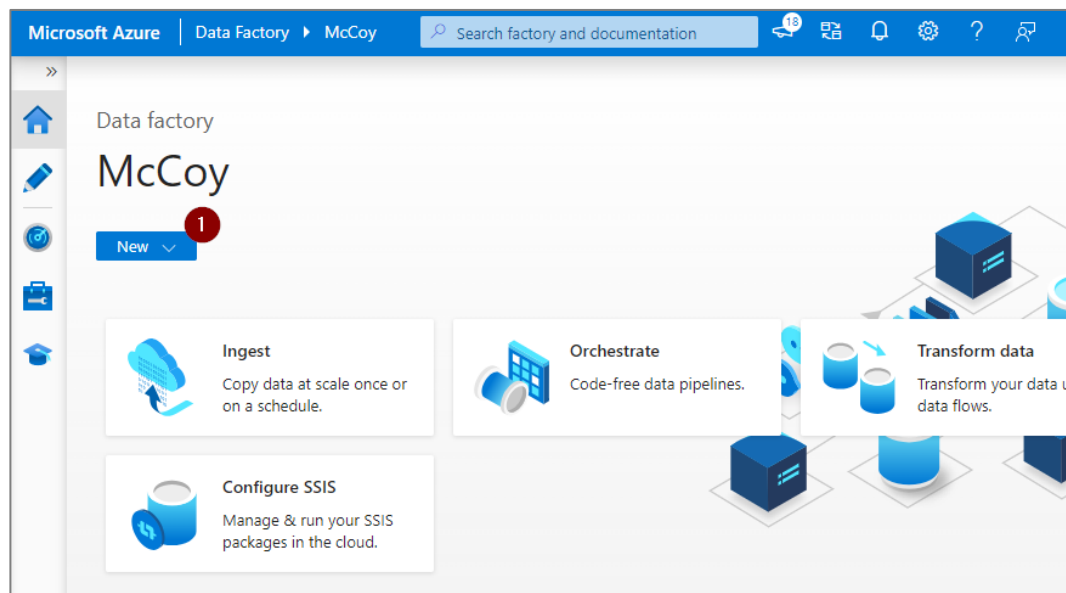 Microsoft Azure
Data Factory
McCoy
Search factory and documentation
18
Data factory
McCoy
1
New
Ingest
Copy data at scale once or
on a schedule.
Orchestrate
Code-free data pipelines.
Transform data
Transform your data
data flows.
Configure SSIS
Manage & run your SSIS
packages in the cloud.